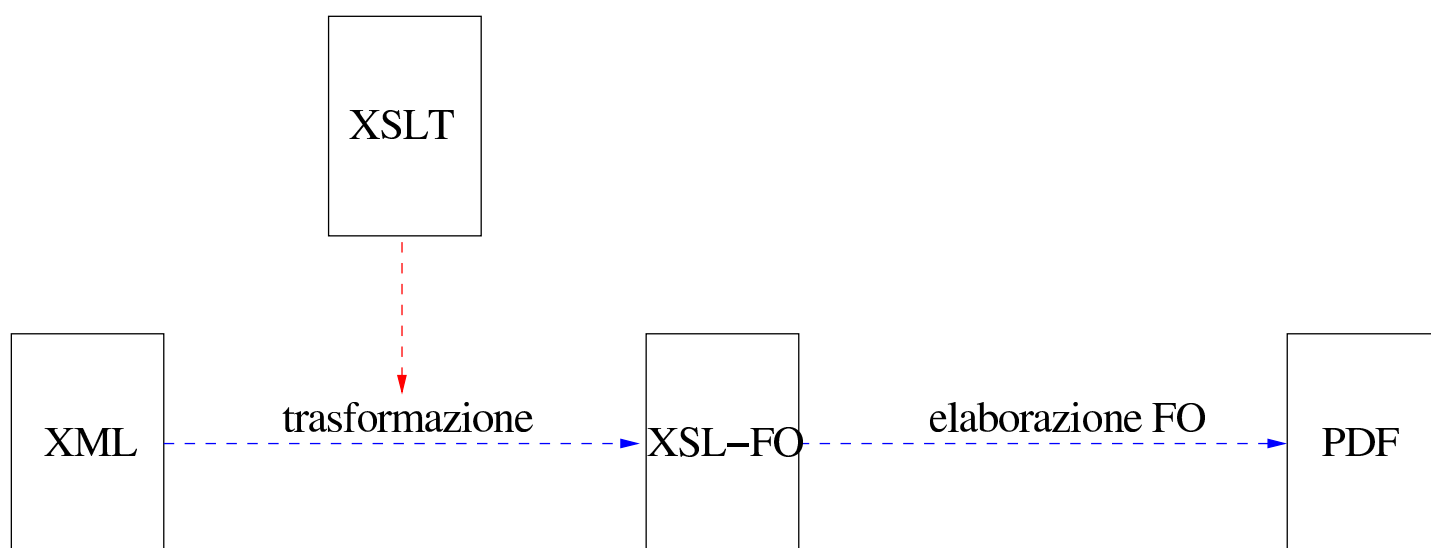 XSLT
trasformazione
elaborazione FO
XML
XSL−FO
PDF